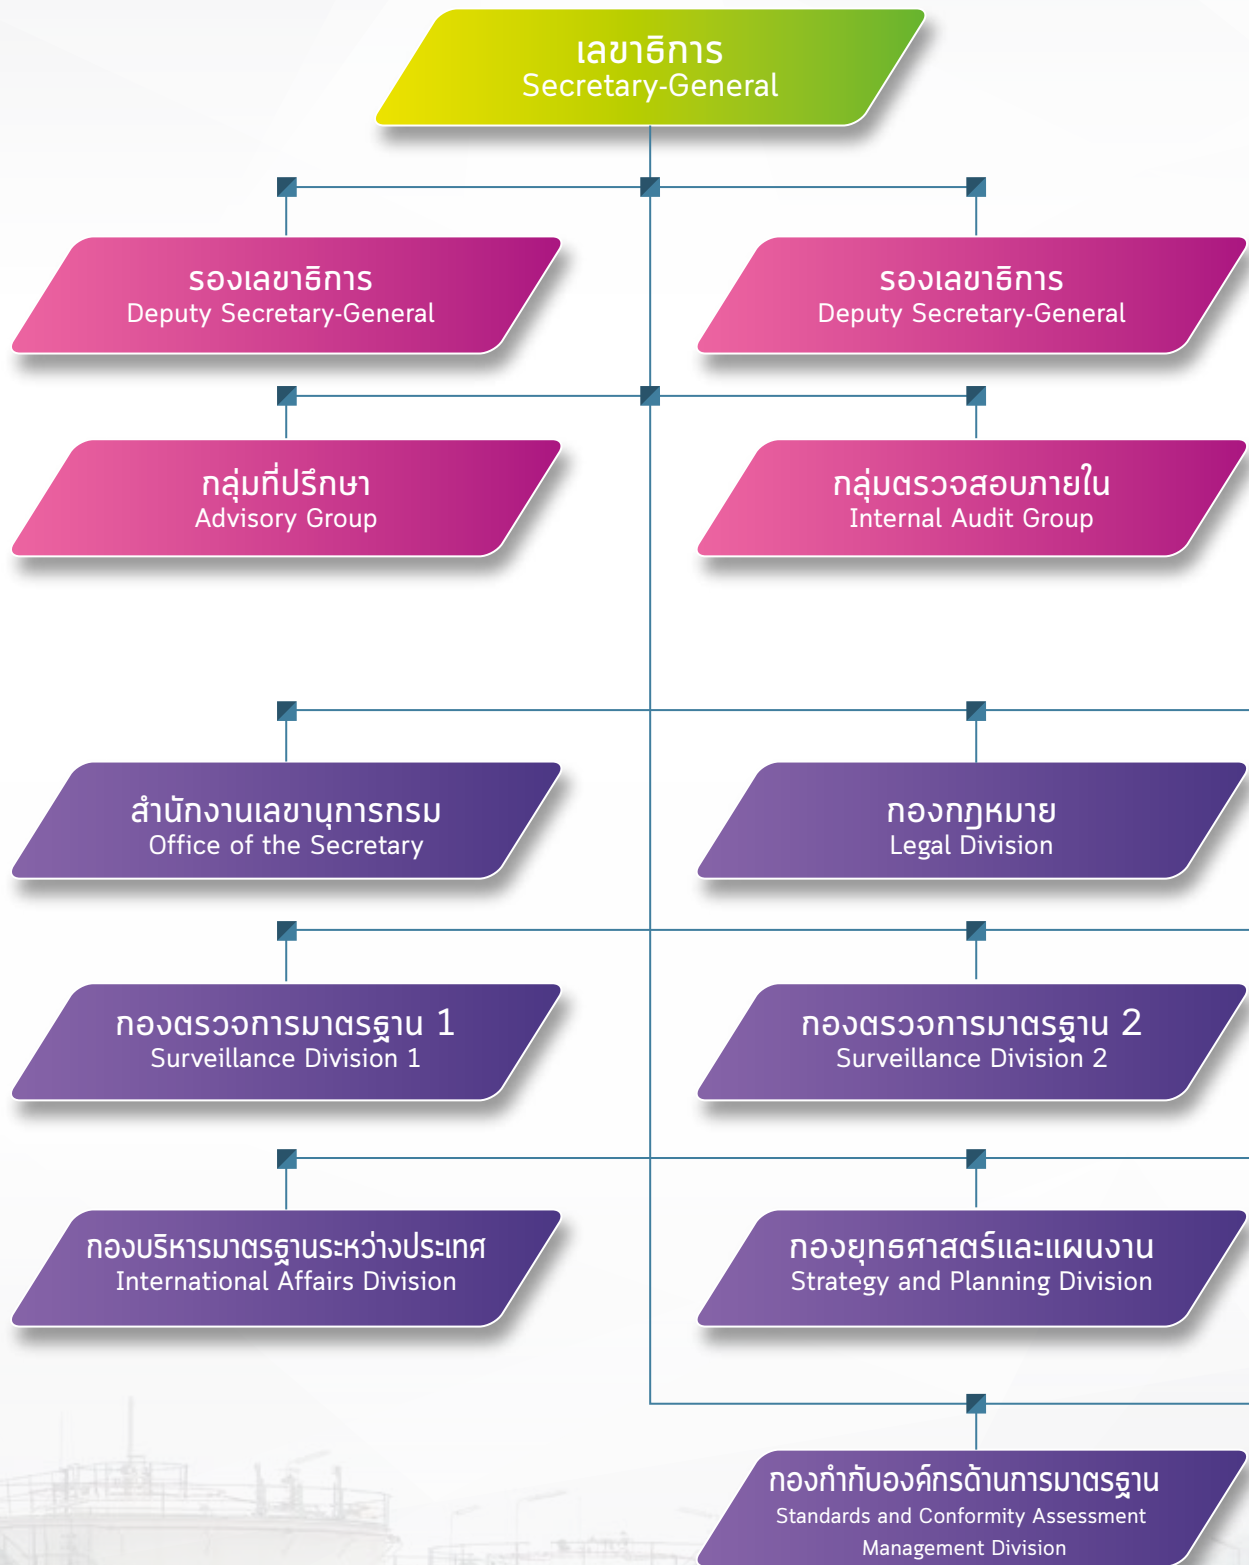 เลขาธิการ
Secretary-General
รองเลขาธิการ
Deputy Secretary-General
รองเลขาธิการ
Deputy Secretary-General
กลุ่มที่ปรึกษา
Advisory Group
กลุ่มตรวจสอบภายใน
Internal Audit Group
สำนักงานเลขานุการกรม
Office of the Secretary
กองกฎหมาย
Legal Division
กองตรวจการมาตรฐาน 1
Surveillance Division 1
กองตรวจการมาตรฐาน 2
Surveillance Division 2
กองบริหารมาตรฐานระหว่างประเทศ
International Affairs Division
กองยุทธศาสตร์และแผนงาน
Strategy and Planning Division
กองกำกับองค์กรด้านการมาตรฐาน
Standards and Conformity Assessment
Management Division